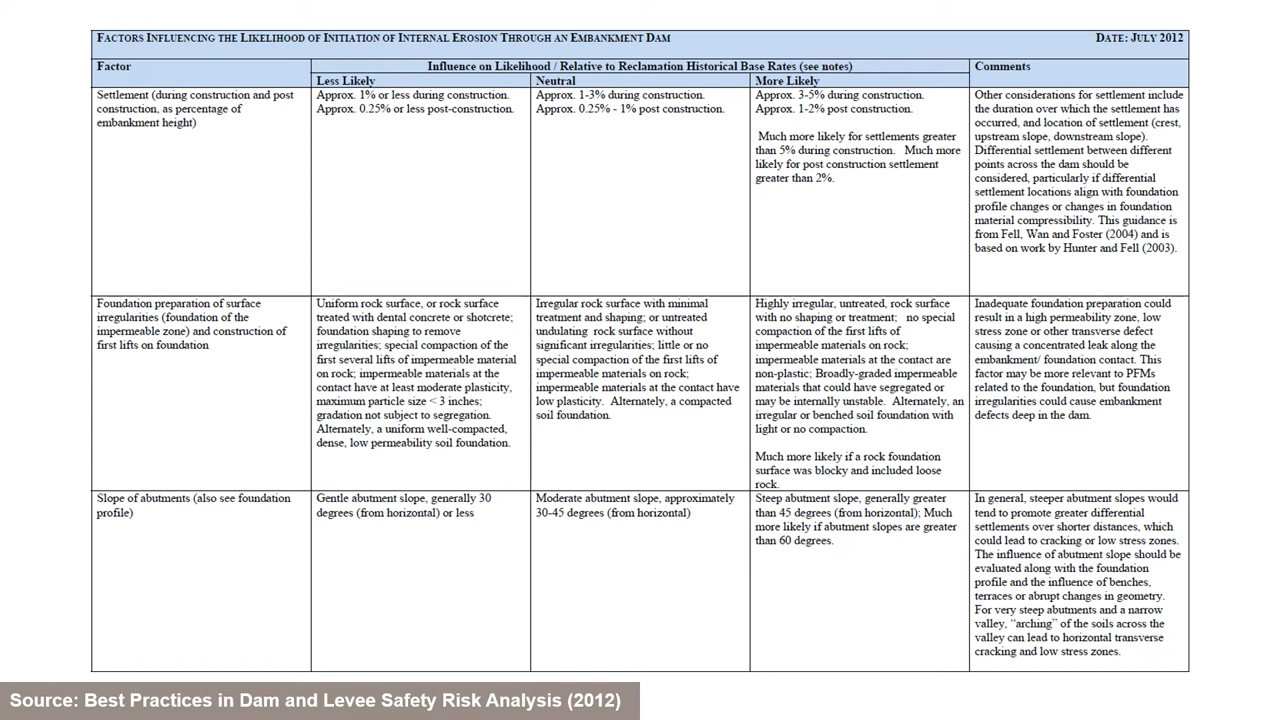 FACTORS INFLUENCING THE LIKELIHOOD OF INITIATION OF INTERNAL EROSION THROUGH AN EMBANKMENT DAM
DATE: JULY 2012
Factor
Influence on Likelihood / Relative to Reclamation Historical Base Rates (see notes)
Comments
Less Likely
Neutral
More Likely
Settlement (during construction and post
construction, as percentage of
embankment height)
Approx. 1% or less during construction.
Approx. 0.25% or less post-construction.
Approx. 1-3% during construction.
Approx. 0.25% - 1% post construction.
Approx. 3-5% during construction.
Approx. 1-2% post construction.
Much more likely for settlements greater
than 5% during construction. Much more
likely for post construction settlement
greater than 2%.
Other considerations for settlement include
the duration over which the settlement has
occurred, and location of settlement (crest,
upstream slope, downstream slope).
Differential settlement between different
points across the dam should be
considered, particularly if differential
settlement locations align with foundation
profile changes or changes in foundation
material compressibility. This guidance is
from Fell, Wan and Foster (2004) and is
based on work by Hunter and Fell (2003).
Foundation preparation of surface
irregularities (foundation of the
impermeable zone) and construction of
first lifts on foundation
Uniform rock surface, or rock surface
treated with dental concrete or shotcrete;
foundation shaping to remove
irregularities; special compaction of the
first several lifts of impermeable material
on rock; impermeable materials at the
contact have at least moderate plasticity,
maximum particle size < 3 inches;
gradation not subject to segregation.
Alternately, a uniform well-compacted,
dense, low permeability soil foundation.
Irregular rock surface with minimal
treatment and shaping; or untreated
undulating rock surface without
significant irregularities; little or no
special compaction of the first lifts of
impermeable materials on rock;
impermeable materials at the contact have
low plasticity. Alternately, a compacted
soil foundation.
Highly irregular, untreated, rock surface
with no shaping or treatment; no special
compaction of the first lifts of
impermeable materials on rock;
impermeable materials at the contact are
non-plastic; Broadly-graded impermeable
materials that could have segregated or
may be internally unstable. Alternately, an
irregular or benched soil foundation with
light or no compaction.
Much more likely if a rock foundation
surface was blocky and included loose
rock.
Inadequate foundation preparation could
result in a high permeability zone, low
stress zone or other transverse defect
causing a concentrated leak along the
embankment/ foundation contact. This
factor may be more relevant to PFMs
related to the foundation, but foundation
irregularities could cause embankment
defects deep in the dam.
Slope of abutments (also see foundation
profile)
Gentle abutment slope, generally 30
degrees (from horizontal) or less
Moderate abutment slope, approximately
30-45 degrees (from horizontal)
Steep abutment slope, generally greater
than 45 degrees (from horizontal); Much
more likely if abutment slopes are greater
than 60 degrees.
In general, steeper abutment slopes would
tend to promote greater differential
settlements over shorter distances, which
could lead to cracking or low stress zones.
The influence of abutment slope should be
evaluated along with the foundation
profile and the influence of benches,
terraces or abrupt changes in geometry.
For very steep abutments and a narrow
valley, “arching” of the soils across the
valley can lead to horizontal transverse
cracking and low stress zones.
Source: Best Practices in Dam and Levee Safety Risk Analysis (2012)